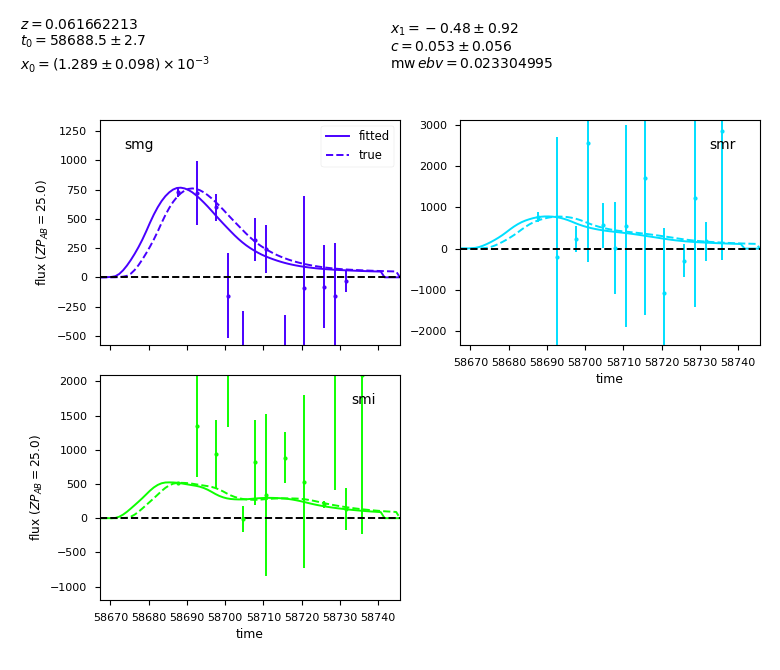 z = 0.061662213
t₀ = 58688.5 ± 2.7
x₀ = (1.289 ± 0.098) × 10⁻³
x₁ = − 0.48 ± 0.92
c = 0.053 ± 0.056
mw ebv = 0.023304995
smg
fitted
true
1250
1000
750
500
250
0
−250
−500
flux (ZP_AB = 25.0)
smr
3000
2000
1000
0
−1000
−2000
58670 58680 58690 58700 58710 58720 58730 58740
time
smi
2000
1500
1000
500
0
−500
−1000
flux (ZP_AB = 25.0)
58670 58680 58690 58700 58710 58720 58730 58740
time